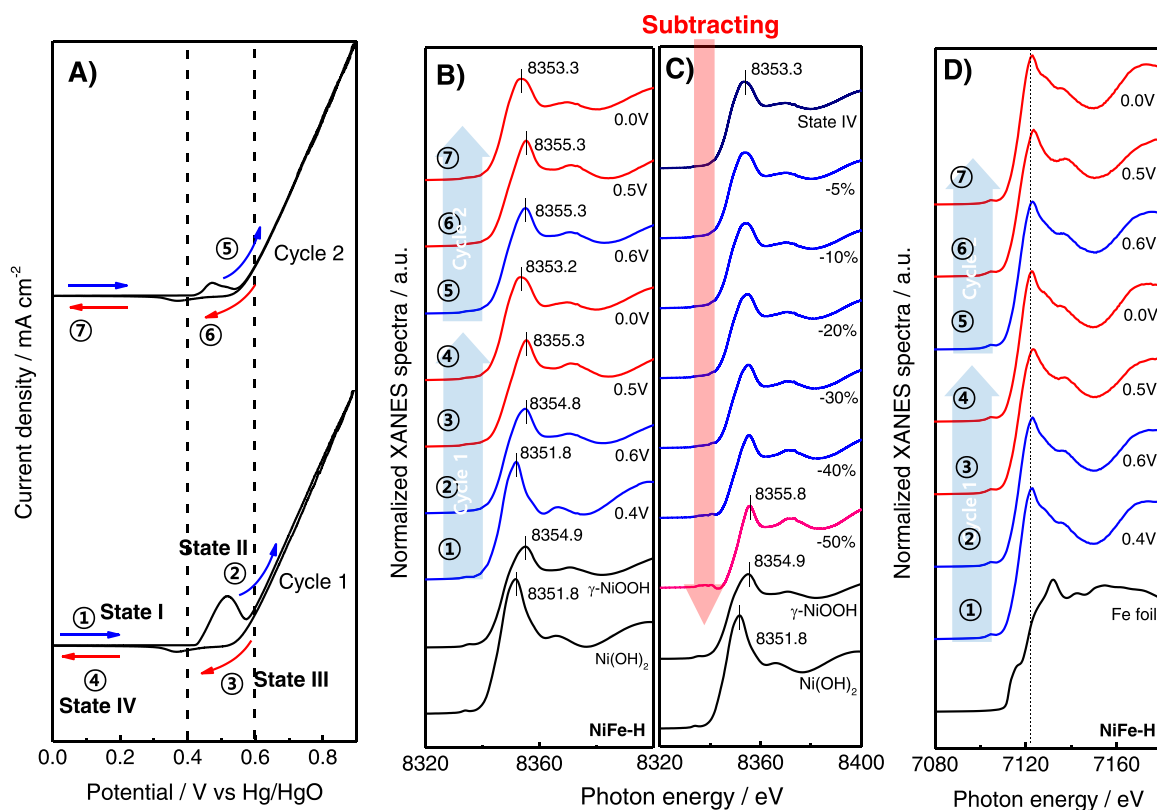 Subtracting
A)
⑤
Cycle 2
⑦
⑥
State II
②
Cycle 1
① State I
④
State IV
③ State III
0.0 0.2 0.4 0.6 0.8
Potential / V vs Hg/HgO
Current density / mA cm⁻²
B)
8353.3
0.0V
⑦
8355.3
0.5V
⑥
8355.3
0.6V
⑤
8353.2
0.0V
④
8355.3
0.5V
③
8354.8
0.6V
②
8351.8
0.4V
①
8354.9
γ-NiOOH
8351.8
Ni(OH)₂
Cycle 2
Cycle 1
NiFe-H
8320 8360
Normalized XANES spectra / a.u.
C)
8353.3
State IV
-5%
-10%
-20%
-30%
-40%
8355.8
-50%
8354.9
γ-NiOOH
8351.8
Ni(OH)₂
8320 8360 8400
Photon energy / eV
D)
0.0V
⑦
0.5V
⑥
0.6V
⑤
0.0V
④
0.5V
③
0.6V
②
0.4V
①
Fe foil
Cycle
Cycle 1
NiFe-H
7080 7120 7160
Photon energy / eV
Normalized XANES spectra / a.u.